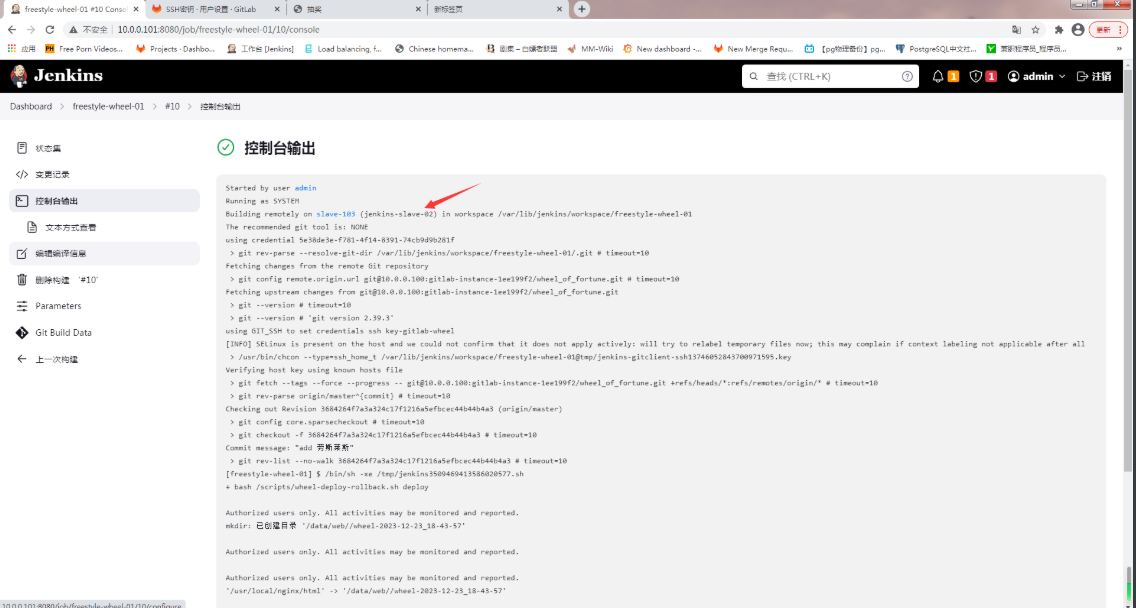 freestyle-wheel-01 #10 Conso
SSH密钥 · 用户设置 · GitLab
抽奖
新标签页
不安全 | 10.0.0.101:8080/job/freestyle-wheel-01/10/console
更新
应用
Free Porn Videos...
Projects · Dashbo...
工作台 [Jenkins]
Load balancing, f...
Chinese homema...
剧集 – 白嫖者联盟
MM-Wiki
New dashboard -...
New Merge Requ...
【pg物理备份】pg...
PostgreSQL中文社...
兼职程序员_程序员...
Jenkins
查找 (CTRL+K)
1
1
admin
注销
Dashboard > freestyle-wheel-01 > #10 > 控制台输出
状态集
变更记录
控制台输出
文本方式查看
编辑编译信息
删除构建 '#10'
Parameters
Git Build Data
上一次构建
控制台输出
Started by user admin
Running as SYSTEM
Building remotely on slave-103 (jenkins-slave-02) in workspace /var/lib/jenkins/workspace/freestyle-wheel-01
The recommended git tool is: NONE
using credential 5e38de3e-f781-4f14-8391-74cb9d9b281f
> git rev-parse --resolve-git-dir /var/lib/jenkins/workspace/freestyle-wheel-01/.git # timeout=10
Fetching changes from the remote Git repository
> git config remote.origin.url git@10.0.0.100:gitlab-instance-1ee199f2/wheel_of_fortune.git # timeout=10
Fetching upstream changes from git@10.0.0.100:gitlab-instance-1ee199f2/wheel_of_fortune.git
> git --version # timeout=10
> git --version # 'git version 2.39.3'
using GIT_SSH to set credentials ssh key-gitlab-wheel
[INFO] SELinux is present on the host and we could not confirm that it does not apply actively: will try to relabel temporary files now; this may complain if context labeling not applicable after all
> /usr/bin/chcon --type=ssh_home_t /var/lib/jenkins/workspace/freestyle-wheel-01@tmp/jenkins-gitclient-ssh13746052843700971595.key
Verifying host key using known hosts file
> git fetch --tags --force --progress -- git@10.0.0.100:gitlab-instance-1ee199f2/wheel_of_fortune.git +refs/heads/*:refs/remotes/origin/* # timeout=10
> git rev-parse origin/master^{commit} # timeout=10
Checking out Revision 3684264f7a3a324c17f1216a5efbcec44b44b4a3 (origin/master)
> git config core.sparsecheckout # timeout=10
> git checkout -f 3684264f7a3a324c17f1216a5efbcec44b44b4a3 # timeout=10
Commit message: "add 劳斯莱斯"
> git rev-list --no-walk 3684264f7a3a324c17f1216a5efbcec44b44b4a3 # timeout=10
[freestyle-wheel-01] $ /bin/sh -xe /tmp/jenkins3509469413586020577.sh
+ bash /scripts/wheel-deploy-rollback.sh deploy
Authorized users only. All activities may be monitored and reported.
mkdir: 已创建目录 '/data/web//wheel-2023-12-23_18-43-57'
Authorized users only. All activities may be monitored and reported.
Authorized users only. All activities may be monitored and reported.
'/usr/local/nginx/html' -> '/data/web//wheel-2023-12-23_18-43-57'
10.0.0.101:8080/job/freestyle-wheel-01/10/configure